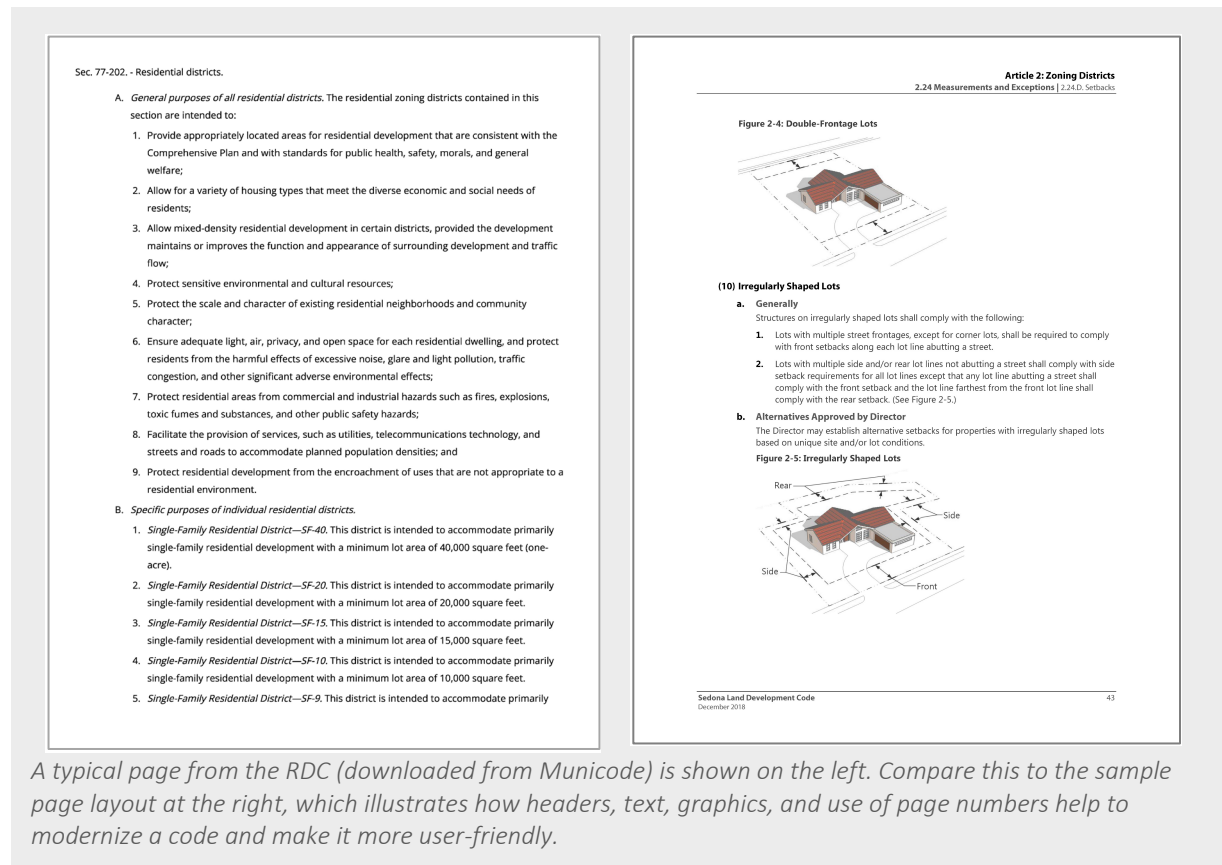 Sec. 77-202. - Residential districts.
A. General purposes of all residential districts. The residential zoning districts contained in this
section are intended to:
1. Provide appropriately located areas for residential development that are consistent with the
Comprehensive Plan and with standards for public health, safety, morals, and general
welfare;
2. Allow for a variety of housing types that meet the diverse economic and social needs of
residents;
3. Allow mixed-density residential development in certain districts, provided the development
maintains or improves the function and appearance of surrounding development and traffic
flow;
4. Protect sensitive environmental and cultural resources;
5. Protect the scale and character of existing residential neighborhoods and community
character;
6. Ensure adequate light, air, privacy, and open space for each residential dwelling, and protect
residents from the harmful effects of excessive noise, glare and light pollution, traffic
congestion, and other significant adverse environmental effects;
7. Protect residential areas from commercial and industrial hazards such as fires, explosions,
toxic fumes and substances, and other public safety hazards;
8. Facilitate the provision of services, such as utilities, telecommunications technology, and
streets and roads to accommodate planned population densities; and
9. Protect residential development from the encroachment of uses that are not appropriate to a
residential environment.
B. Specific purposes of individual residential districts.
1. Single-Family Residential District—SF-40. This district is intended to accommodate primarily
single-family residential development with a minimum lot area of 40,000 square feet (one-
acre).
2. Single-Family Residential District—SF-20. This district is intended to accommodate primarily
single-family residential development with a minimum lot area of 20,000 square feet.
3. Single-Family Residential District—SF-15. This district is intended to accommodate primarily
single-family residential development with a minimum lot area of 15,000 square feet.
4. Single-Family Residential District—SF-10. This district is intended to accommodate primarily
single-family residential development with a minimum lot area of 10,000 square feet.
5. Single-Family Residential District—SF-9. This district is intended to accommodate primarily
Article 2: Zoning Districts
2.24 Measurements and Exceptions | 2.24.D. Setbacks
Figure 2-4: Double-Frontage Lots
(10) Irregularly Shaped Lots
a. Generally
Structures on irregularly shaped lots shall comply with the following:
1. Lots with multiple street frontages, except for corner lots, shall be required to comply
with front setbacks along each lot line abutting a street.
2. Lots with multiple side and/or rear lot lines not abutting a street shall comply with side
setback requirements for all lot lines except that any lot line abutting a street shall
comply with the front setback and the lot line farthest from the front lot line shall
comply with the rear setback. (See Figure 2-5.)
b. Alternatives Approved by Director
The Director may establish alternative setbacks for properties with irregularly shaped lots
based on unique site and/or lot conditions.
Figure 2-5: Irregularly Shaped Lots
Rear
Side
Side
Front
Sedona Land Development Code 43
December 2018
A typical page from the RDC (downloaded from Municode) is shown on the left. Compare this to the sample
page layout at the right, which illustrates how headers, text, graphics, and use of page numbers help to
modernize a code and make it more user-friendly.